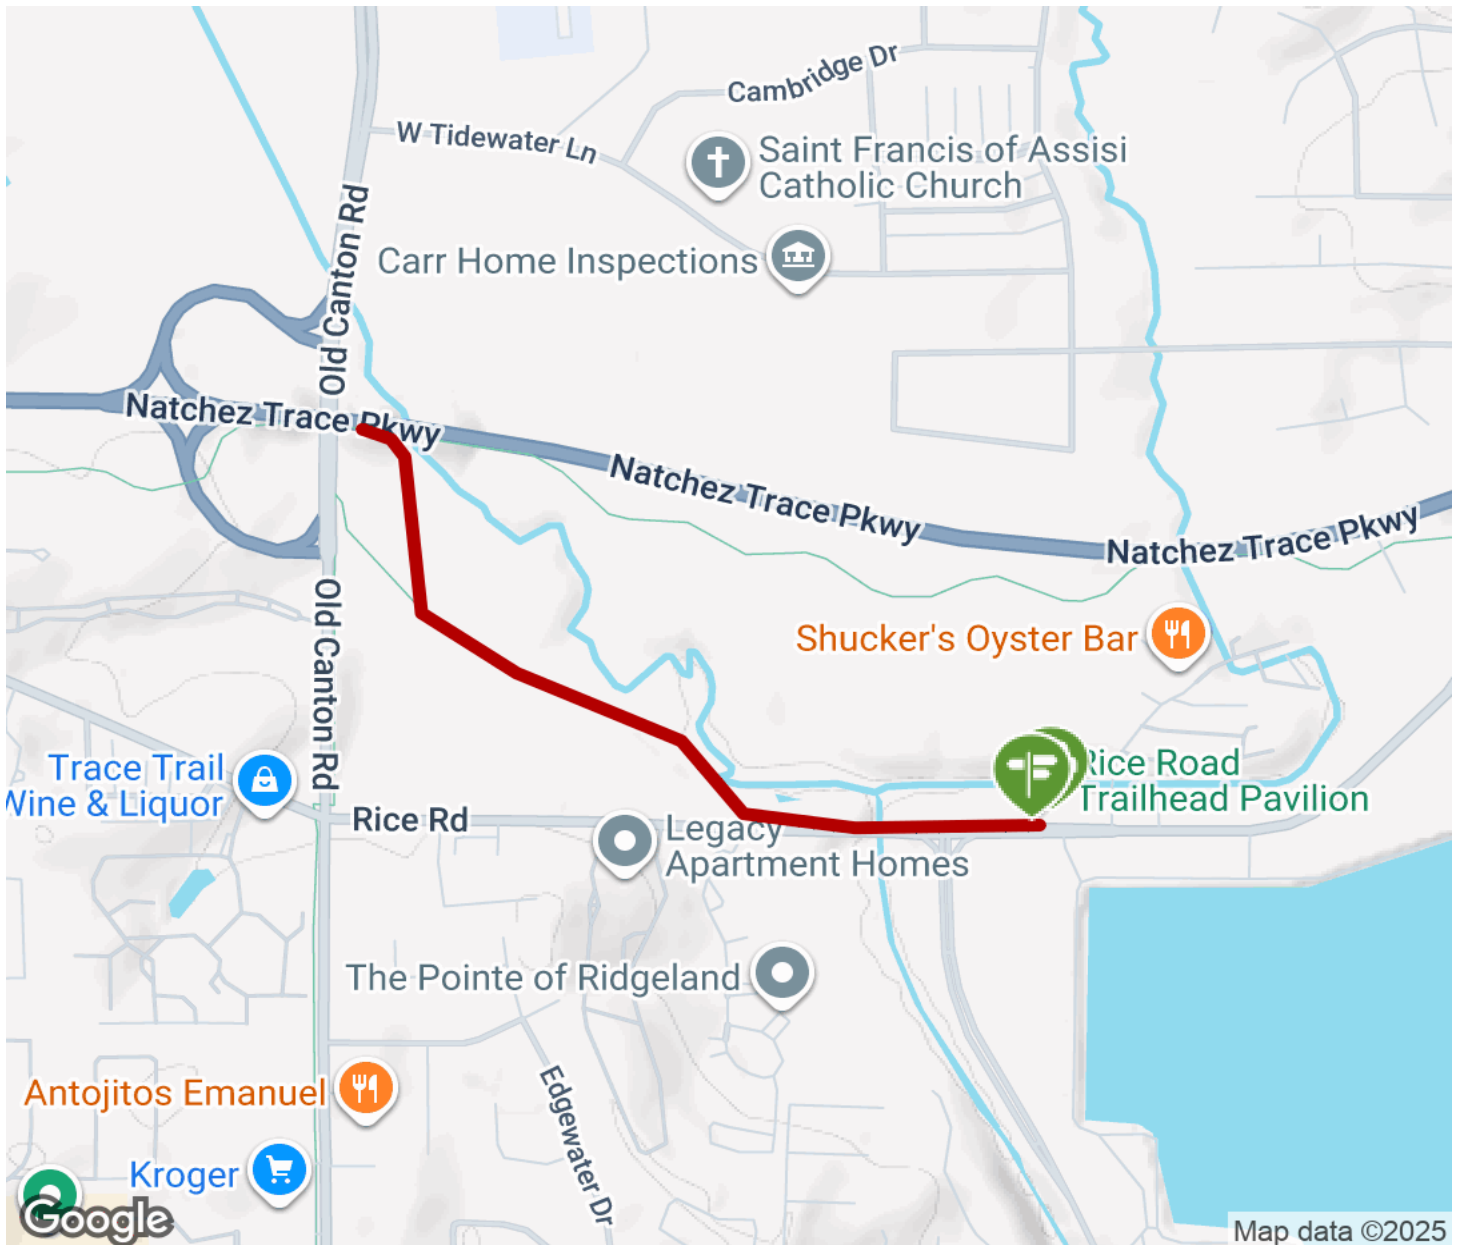 Cambridge Dr
W Tidewater Ln
Saint Francis of Assisi
Catholic Church
Old Canton Rd
Carr Home Inspections
Natchez Trace Pkwy
Natchez Trace Pkwy
Natchez Trace Pkwy
Old Canton Rd
Shucker's Oyster Bar
Trace Trail
Wine & Liquor
Rice Road
Trailhead Pavilion
Rice Rd
Legacy
Apartment Homes
The Pointe of Ridgeland
Antojitos Emanuel
Edgewater Dr
Kroger
Google
Map data ©2025